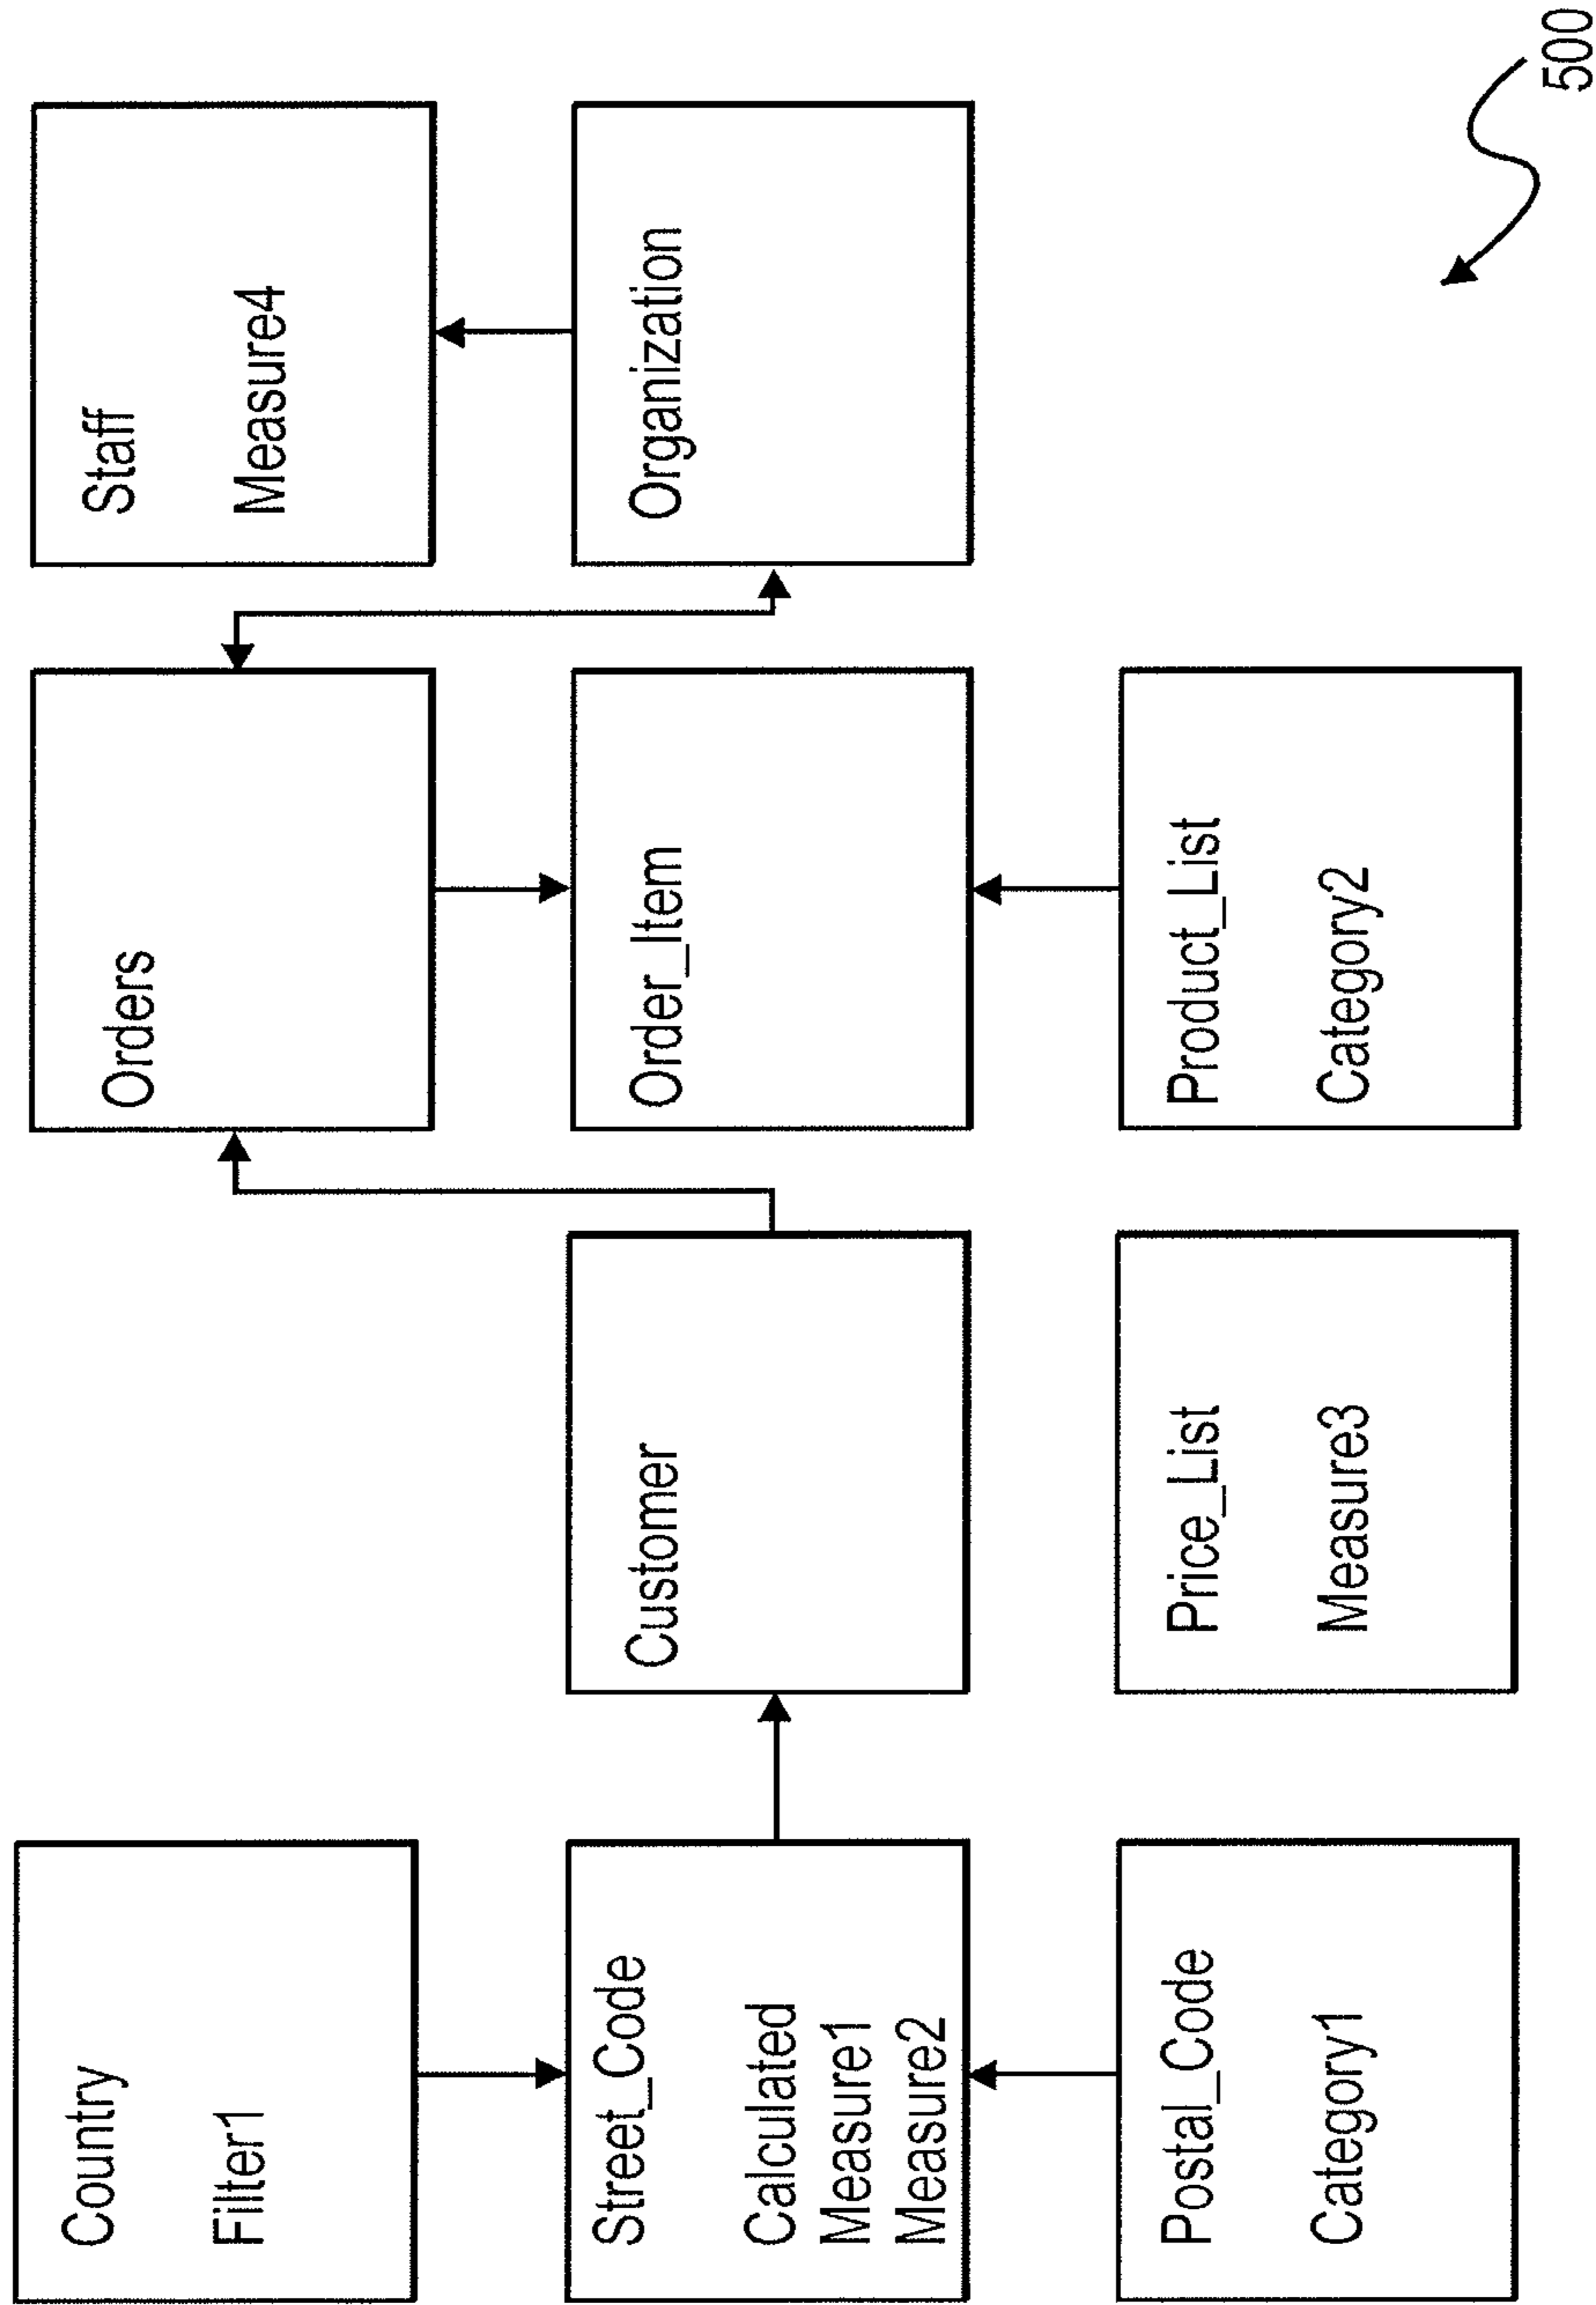 Country
Filter1
Street_Code
Calculated
Measure1
Measure2
Postal_Code
Category1
Customer
Price_List
Measure3
Orders
Order_Item
Product_List
Category2
Staff
Measure4
Organization
500